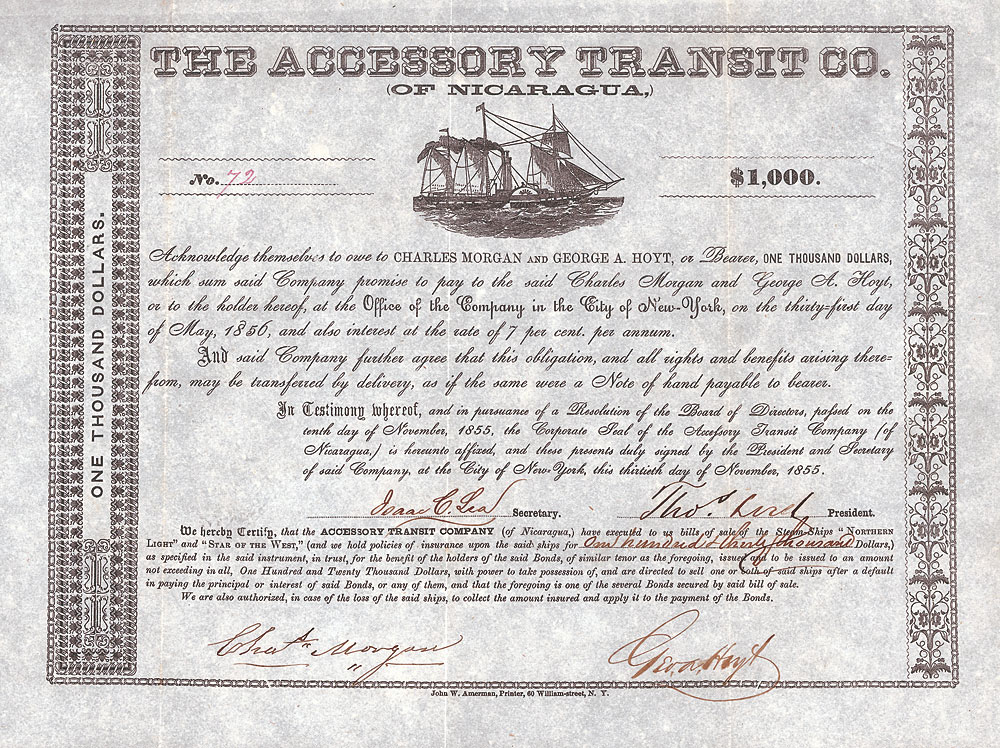 THE ACCESSORY TRANSIT CO.
(OF NICARAGUA,)
No. 72
$1,000.
ONE THOUSAND DOLLARS.
Acknowledge themselves to owe to CHARLES MORGAN AND GEORGE A. HOYT, or Bearer, ONE THOUSAND DOLLARS,
which sum said Company promise to pay to the said Charles Morgan and George A. Hoyt,
or to the holder hereof, at the Office of the Company in the City of New-York, on the thirty-first day
of May, 1856, and also interest at the rate of 7 per cent. per annum.
And said Company further agree that this obligation, and all rights and benefits arising there=
from, may be transferred by delivery, as if the same were a Note of hand payable to bearer.
In Testimony whereof, and in pursuance of a Resolution of the Board of Directors, passed on the
tenth day of November, 1855, the Corporate Seal of the Accessory Transit Company (of
Nicaragua,) is hereunto affixed, and these presents duly signed by the President and Secretary
of said Company, at the City of New-York, this thirtieth day of November, 1855.
Isaac C. Lea Secretary. Thos. Lord President.
We hereby Certify, that the ACCESSORY TRANSIT COMPANY (of Nicaragua,) have executed to us bills of sale of the Steam-Ships "NORTHERN
LIGHT" and "STAR OF THE WEST," (and we hold policies of insurance upon the said ships for One hundred & thirty thousand Dollars,)
as specified in the said instrument, in trust, for the benefit of the holders of the said Bonds, of similar tenor as the foregoing, issued and to be issued to an amount
not exceeding in all, One Hundred and Twenty Thousand Dollars, with power to take possession of, and are directed to sell one or both of said ships after a default
in paying the principal or interest of said Bonds, or any of them, and that the foregoing is one of the several Bonds secured by said bill of sale.
We are also authorized, in case of the loss of the said ships, to collect the amount insured and apply it to the payment of the Bonds.
Chas. Morgan
Geo A Hoyt
John W. Amerman, Printer, 60 William-street, N. Y.